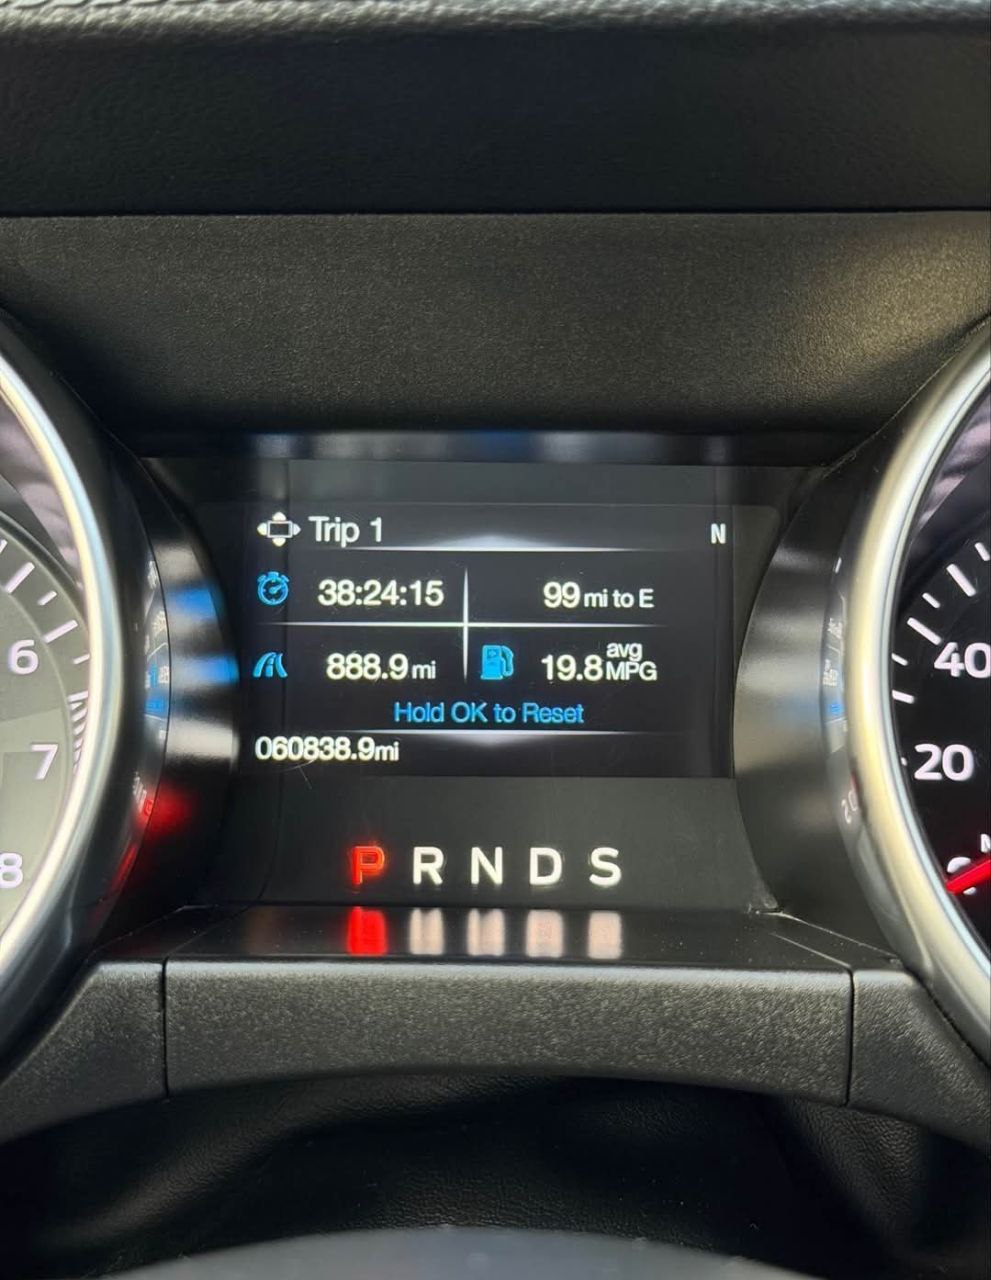 Trip 1
N
38:24:15
99 mi to E
888.9 mi
19.8 avg MPG
Hold OK to Reset
060838.9mi
6
7
8
40
20
0
P R N D S